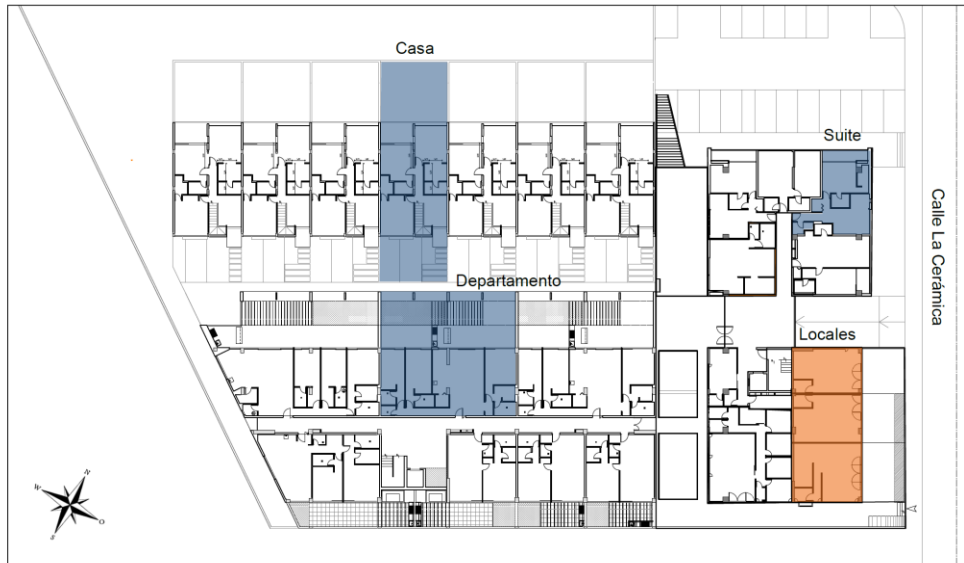 Casa
Suite
Calle La Cerámica
Departamento
Locales
N
W
O
S